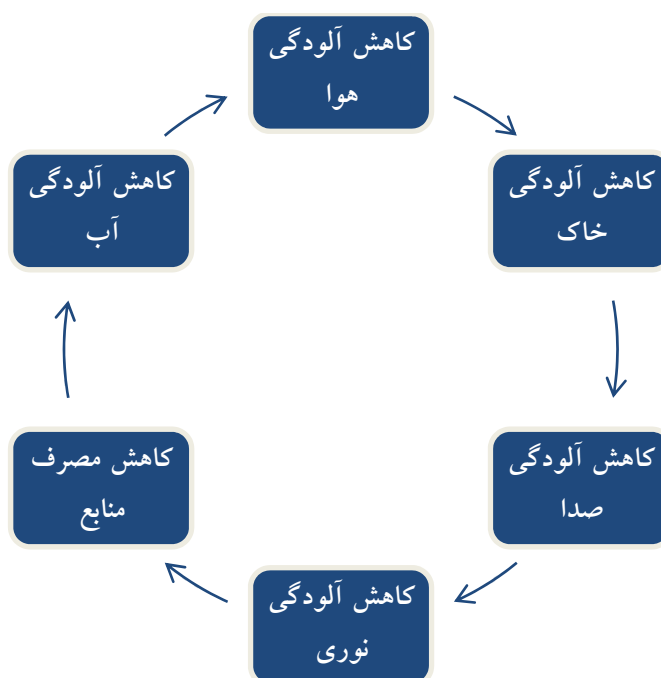 کاهش آلودگی
هوا
کاهش آلودگی
خاک
کاهش آلودگی
صدا
کاهش آلودگی
نوری
کاهش مصرف
منابع
کاهش آلودگی
آب